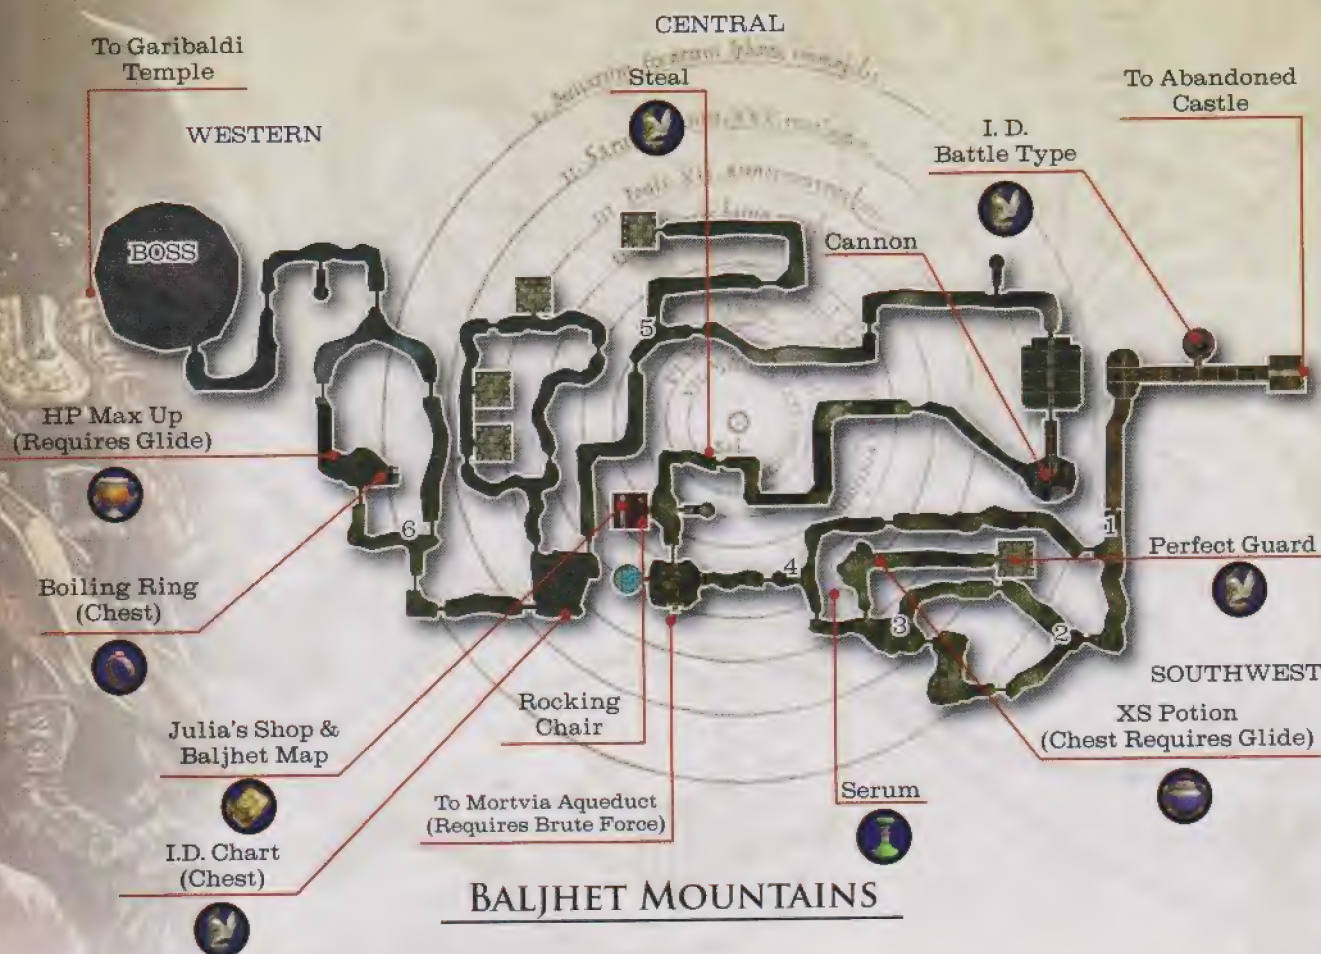 CENTRAL
To Garibaldi
Temple
Steal
To Abandoned
Castle
WESTERN
I. D.
Battle Type
BOSS
Cannon
5
HP Max Up
(Requires Glide)
6
1
4
Perfect Guard
Boiling Ring
(Chest)
3
2
SOUTHWEST
Rocking
Chair
Julia's Shop &
Baljhet Map
XS Potion
(Chest Requires Glide)
To Mortvia Aqueduct
(Requires Brute Force)
Serum
I.D. Chart
(Chest)
BALJHET MOUNTAINS